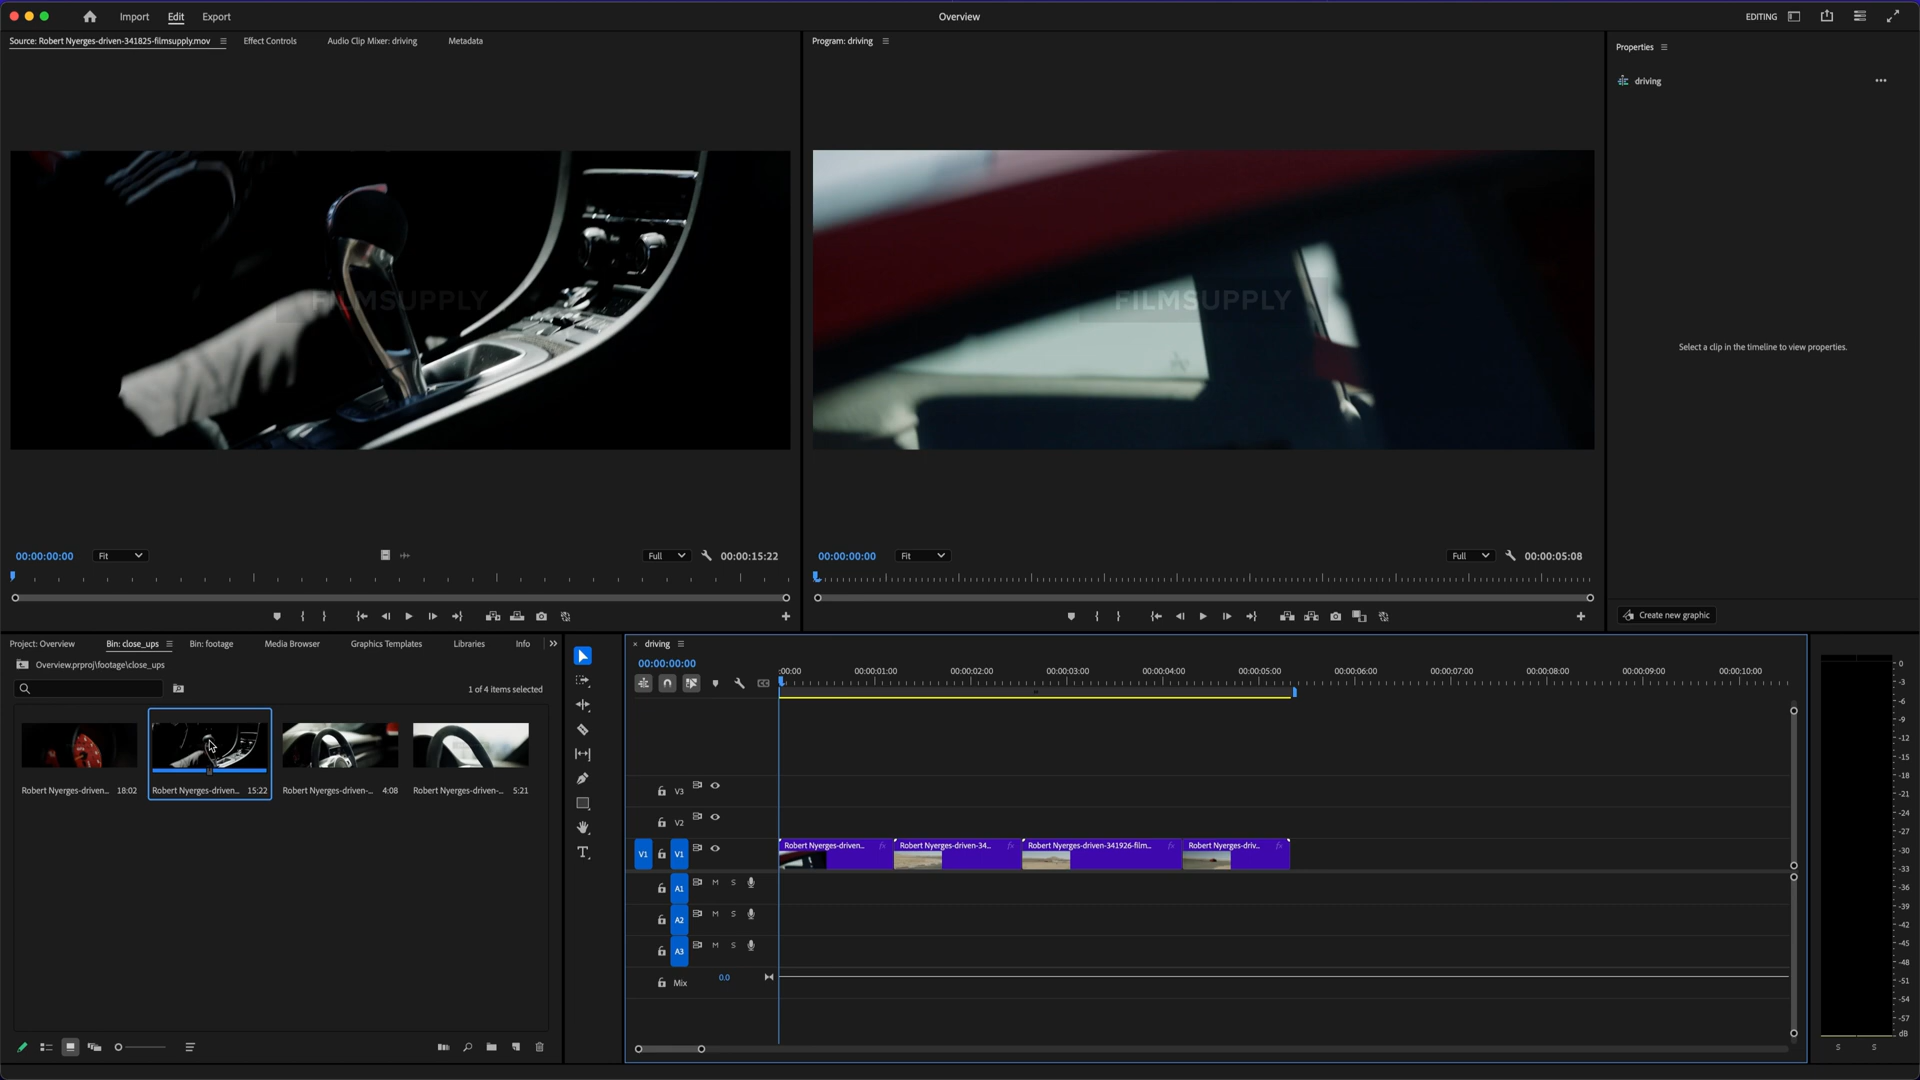 Import
Edit
Export
Overview
EDITING
Source: Robert Nyerges-driven-341825-filmsupply.mov
Effect Controls
Audio Clip Mixer: driving
Metadata
Program: driving
Properties
driving
FILMSUPPLY
FILMSUPPLY
Select a clip in the timeline to view properties.
00:00:00:00
Fit
Full
00:00:15:22
00:00:00:00
Fit
Full
00:00:05:08
Create new graphic
Project: Overview
Bin: close_ups
Bin: footage
Media Browser
Graphics Templates
Libraries
Info
Overview.prproj\footage\close_ups
1 of 4 items selected
Robert Nyerges-driven... 18:02
Robert Nyerges-driven... 15:22
Robert Nyerges-driven-... 4:08
Robert Nyerges-driven-... 5:21
driving
00:00:00:00
:00:00
00:00:01:00
00:00:02:00
00:00:03:00
00:00:04:00
00:00:05:00
00:00:06:00
00:00:07:00
00:00:08:00
00:00:09:00
00:00:10:00
V3
V2
V1 V1
Robert Nyerges-driven... fx
Robert Nyerges-driven-34... fx
Robert Nyerges-driven-341926-film... fx
Robert Nyerges-driv... fx
A1 M S
A2 M S
A3 M S
Mix 0.0
0
-3
-6
-9
-12
-15
-18
-21
-24
-27
-30
-33
-36
-39
-42
-45
-48
-51
-54
-57
dB
S S